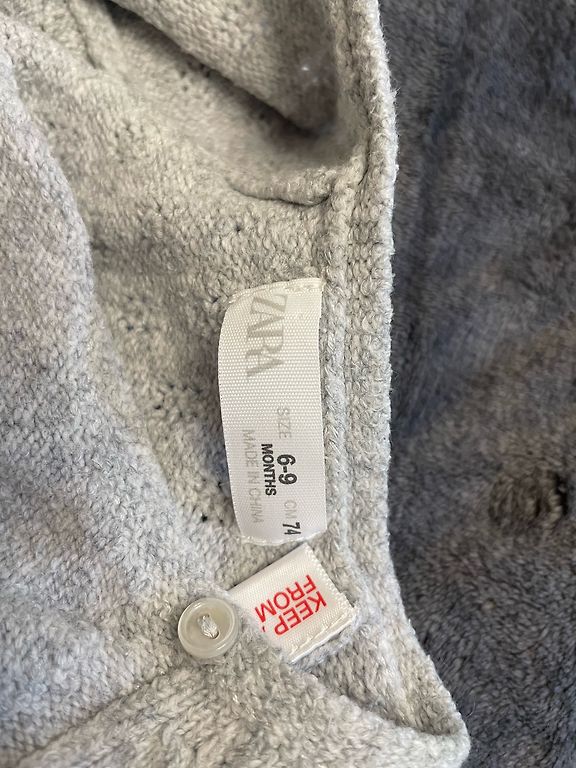 ZARA
SIZE
6-9
MONTHS
CM 74
MADE IN CHINA
KEEP
FROM